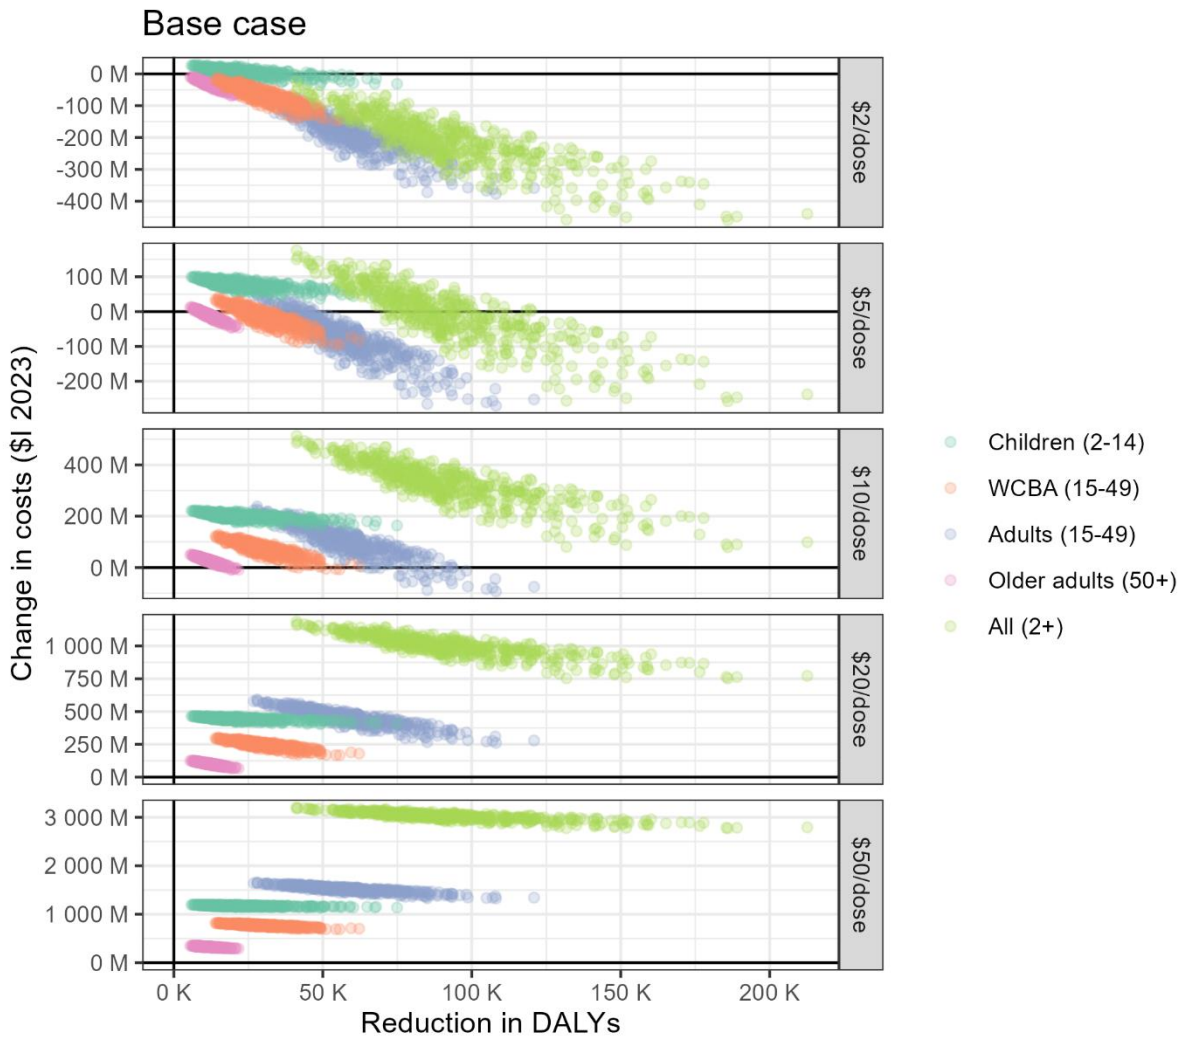 Base case
Change in costs ($I 2023)
0 M
-100 M
-200 M
-300 M
-400 M
$2/dose
100 M
0 M
-100 M
-200 M
$5/dose
400 M
200 M
0 M
$10/dose
1 000 M
750 M
500 M
250 M
0 M
$20/dose
3 000 M
2 000 M
1 000 M
0 M
$50/dose
0 K
50 K
100 K
150 K
200 K
Reduction in DALYs
Children (2-14)
WCBA (15-49)
Adults (15-49)
Older adults (50+)
All (2+)